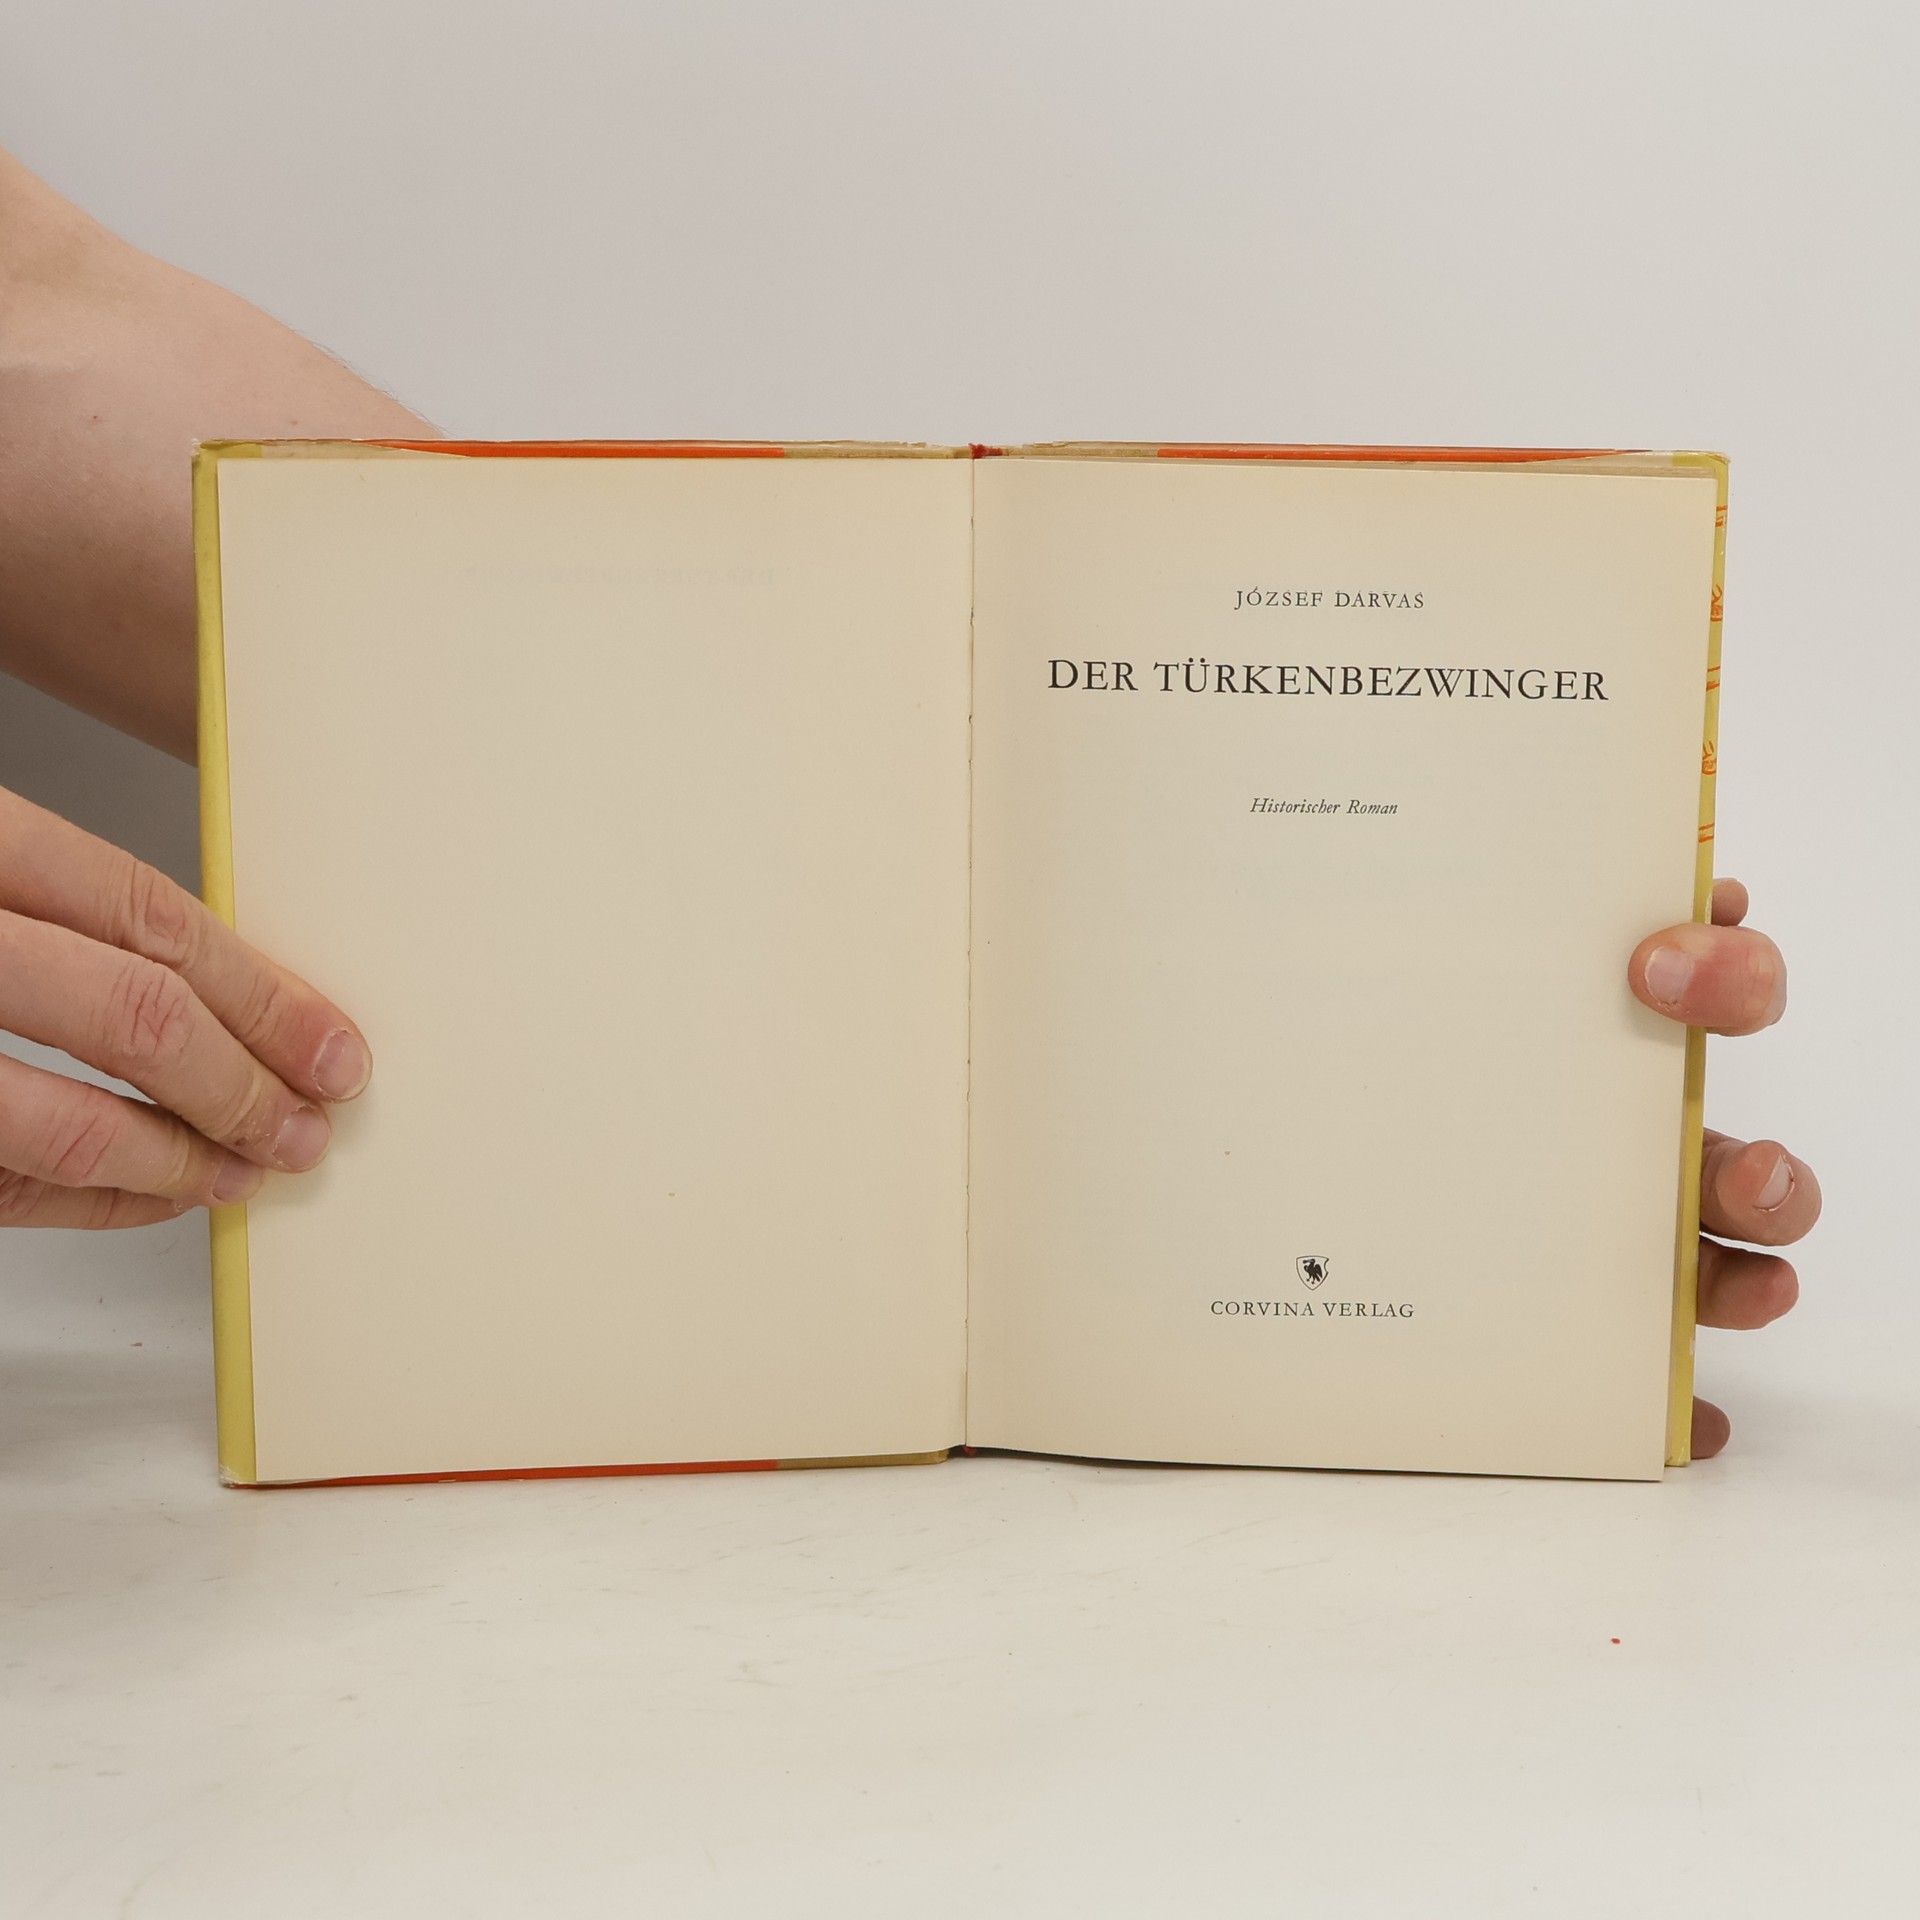 JÓZSEF DARVAS
DER TÜRKENBEZWINGER
Historischer Roman
CORVINA VERLAG